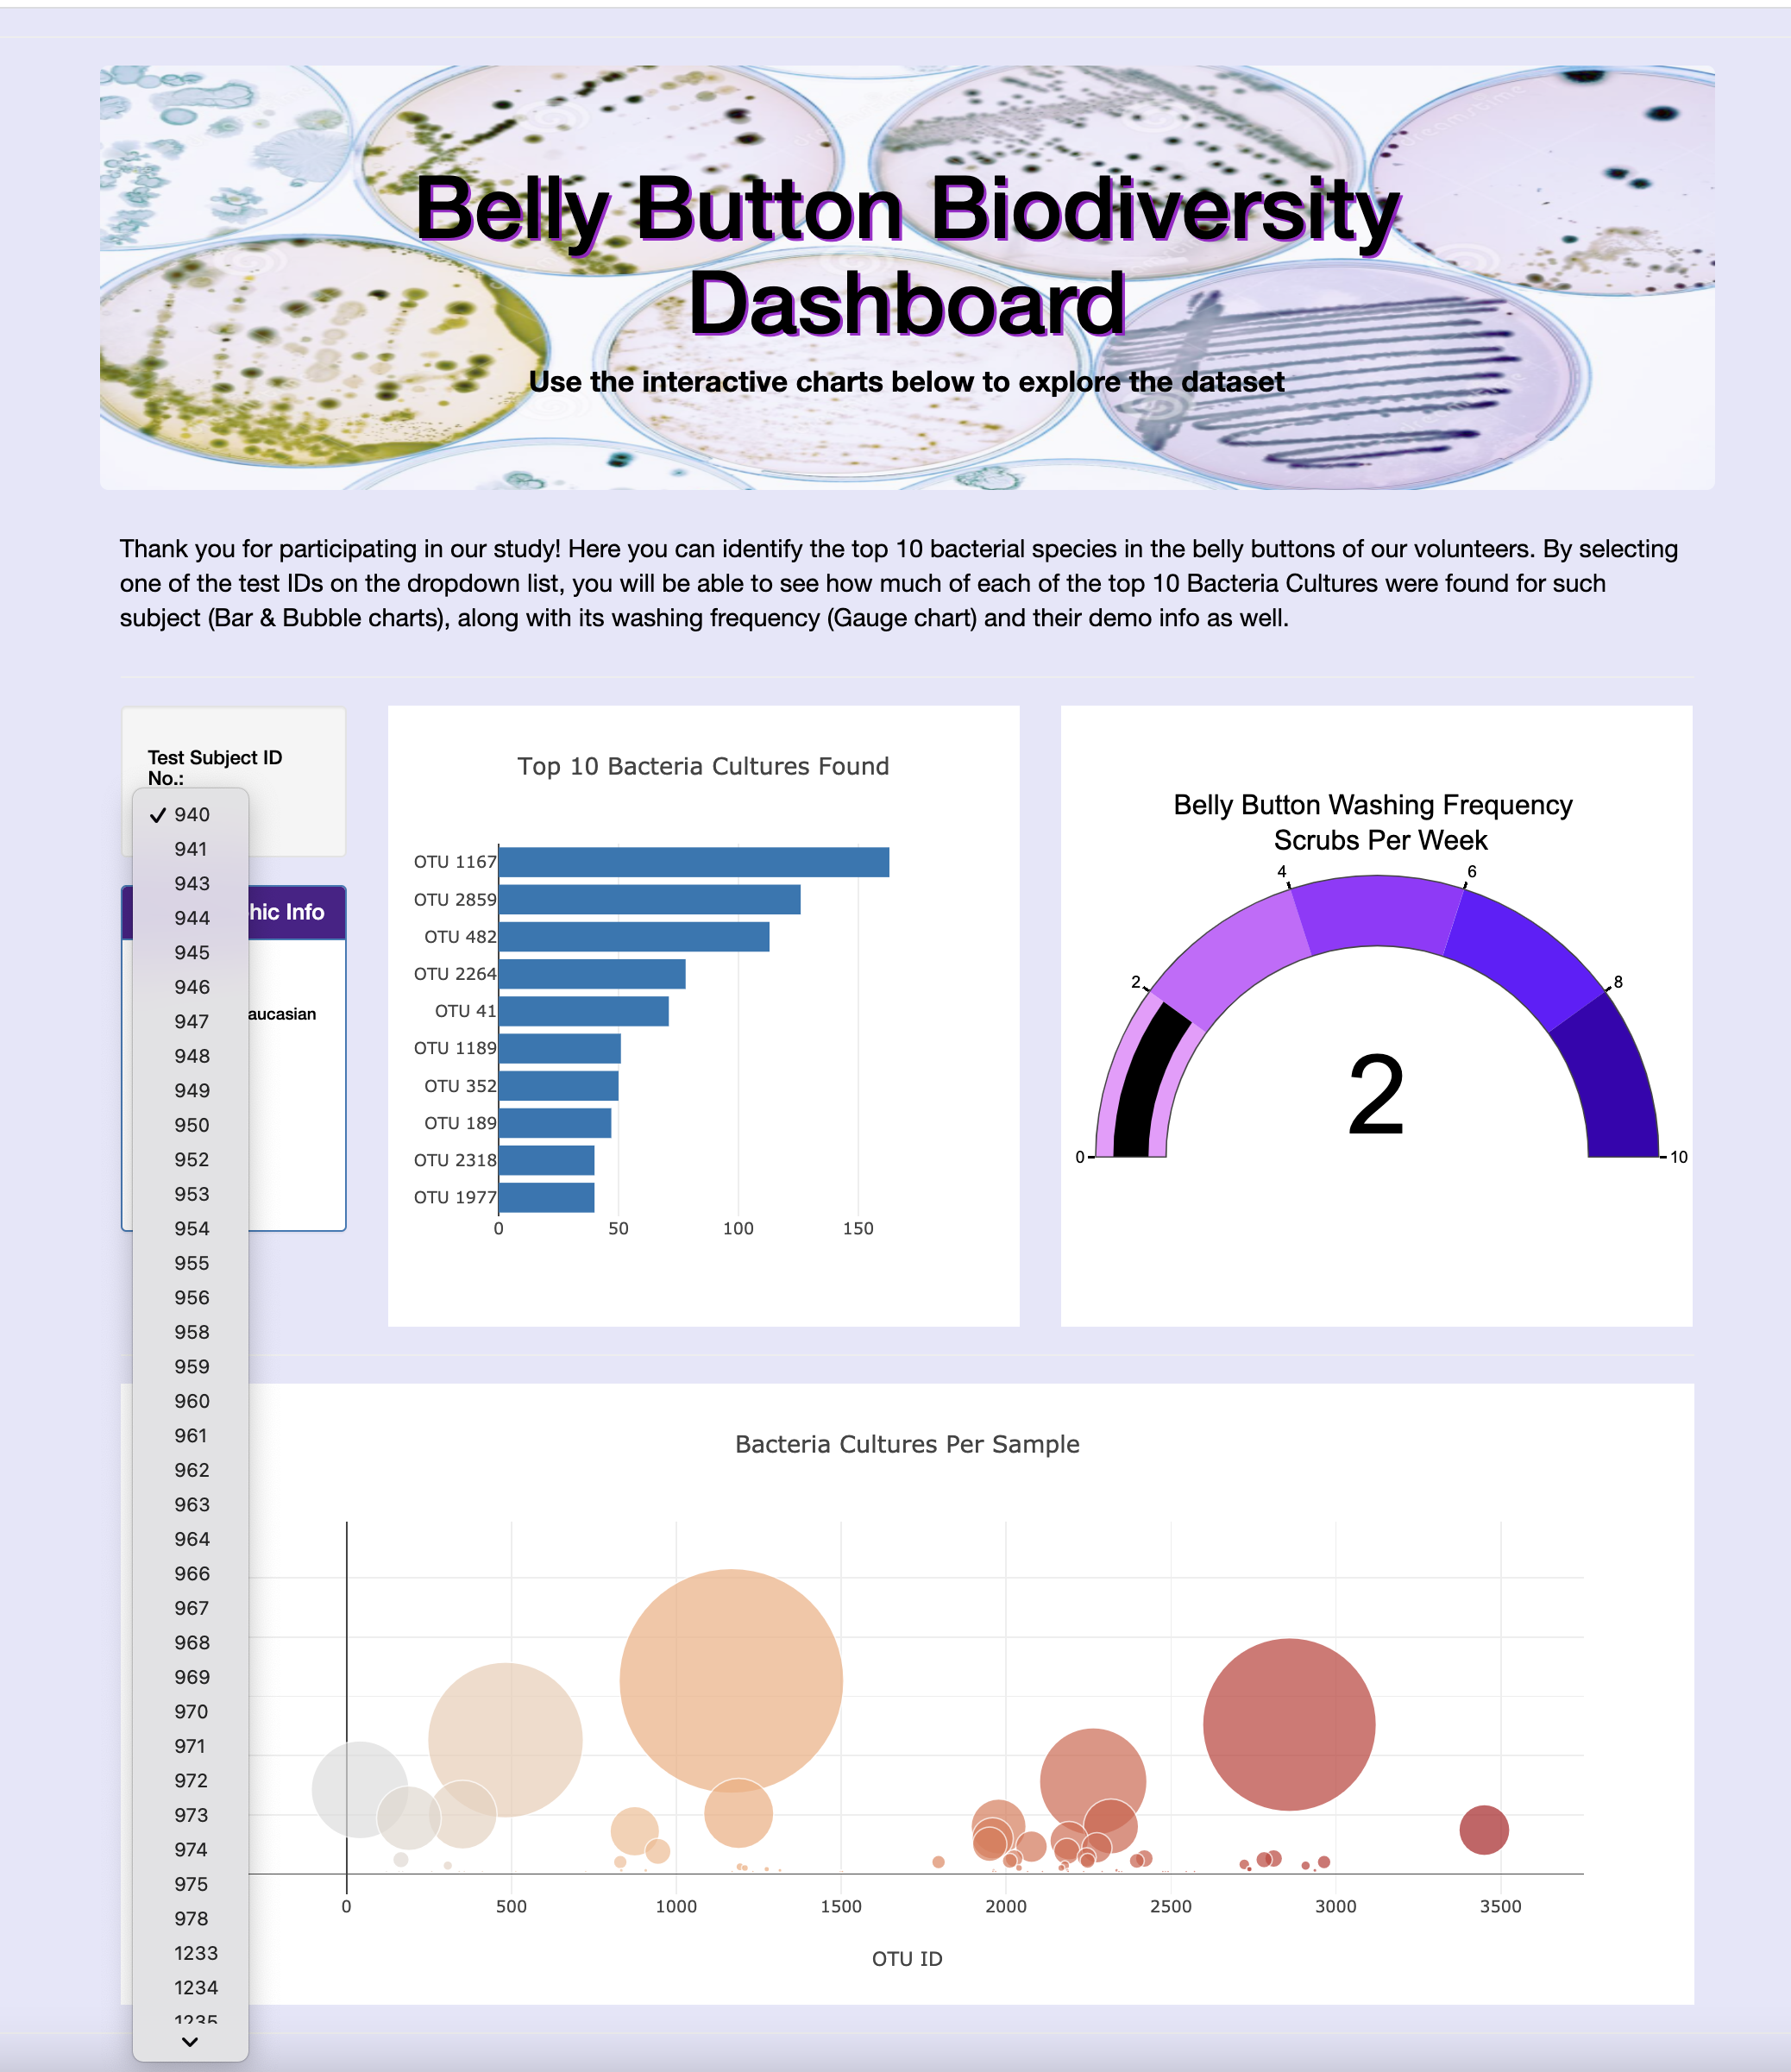 Belly Button Biodiversity
Dashboard
Use the interactive charts below to explore the dataset
Thank you for participating in our study! Here you can identify the top 10 bacterial species in the belly buttons of our volunteers. By selecting
one of the test IDs on the dropdown list, you will be able to see how much of each of the top 10 Bacteria Cultures were found for such
subject (Bar & Bubble charts), along with its washing frequency (Gauge chart) and their demo info as well.
Test Subject ID
No.:
✓ 940
941
943
944
945
946
947
948
949
950
952
953
954
955
956
958
959
960
961
962
963
964
966
967
968
969
970
971
972
973
974
975
978
1233
1234
1235
hic Info
aucasian
Top 10 Bacteria Cultures Found
OTU 1167
OTU 2859
OTU 482
OTU 2264
OTU 41
OTU 1189
OTU 352
OTU 189
OTU 2318
OTU 1977
0 50 100 150
Belly Button Washing Frequency
Scrubs Per Week
4 6
2 8
2
0 10
Bacteria Cultures Per Sample
0 500 1000 1500 2000 2500 3000 3500
OTU ID